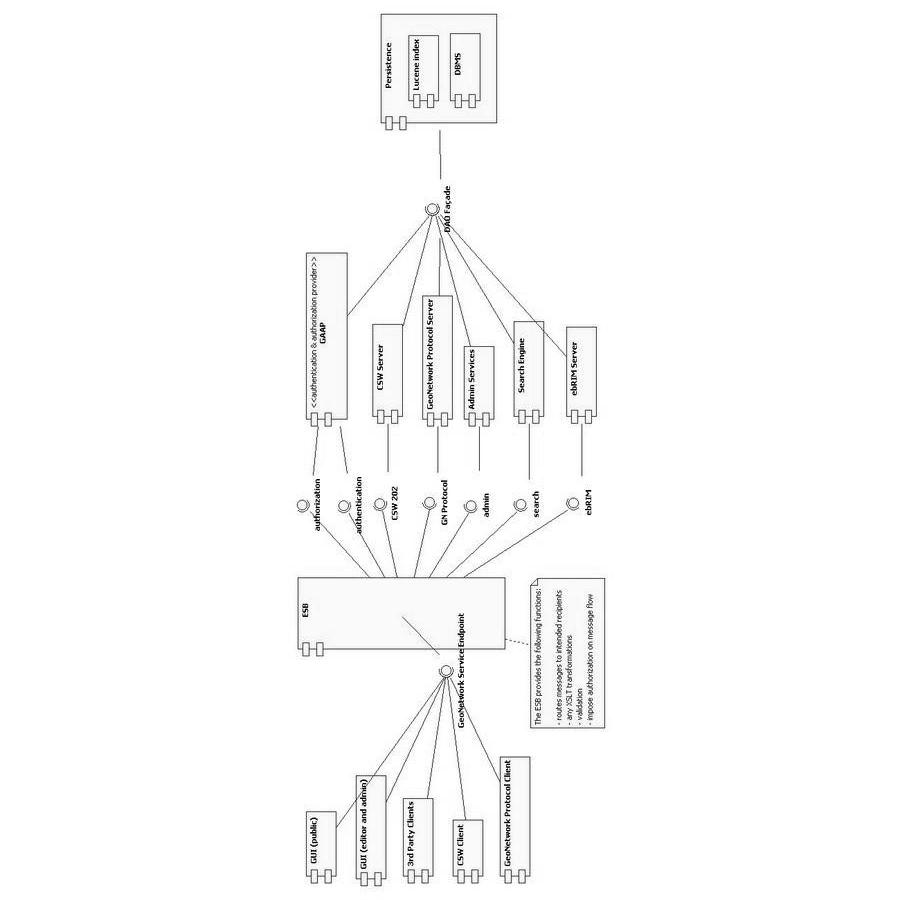 GUI (public)
GUI (editor and admin)
3rd Party Clients
CSW Client
GeoNetwork Protocol Client
GeoNetwork Service Endpoint
ESB
The ESB provides the following functions:
- routes messages to intended recipients
- any XSLT transformations
- validation
- impose authorization on message flow
authorization
authentication
CSW 202
GN Protocol
admin
search
ebRIM
<<authentication & authorization provider>>
GAAP
CSW Server
GeoNetwork Protocol Server
Admin Services
Search Engine
ebRIM Server
DAO Façade
Persistence
Lucene index
DBMS